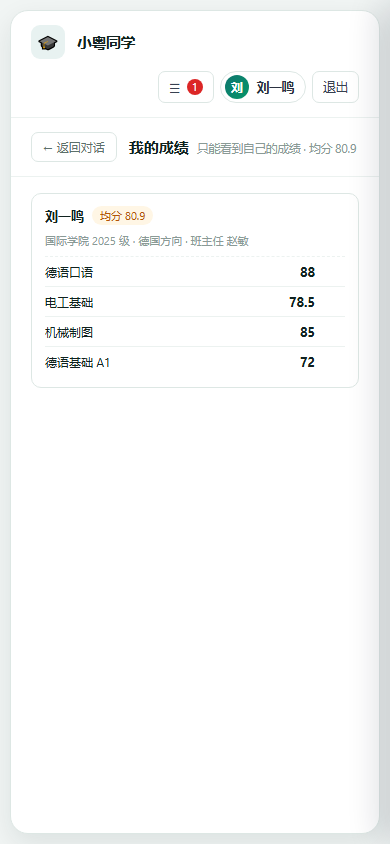 小粤同学
☰ 1 刘 刘一鸣 退出
← 返回对话 我的成绩 只能看到自己的成绩 · 均分 80.9
刘一鸣 均分 80.9
国际学院 2025 级 · 德国方向 · 班主任 赵敏
德语口语 88
电工基础 78.5
机械制图 85
德语基础 A1 72